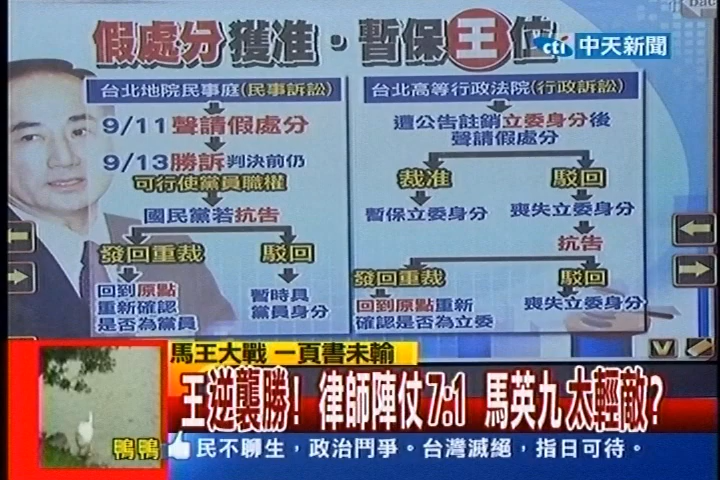 假處分獲准‧暫保王位
cti 中天新聞
台北地院民事庭(民事訴訟)
9/11聲請假處分
9/13勝訴判決前仍
可行使黨員職權
國民黨若抗告
發回重裁
駁回
回到原點
重新確認
是否為黨員
暫時具
黨員身分
台北高等行政法院(行政訴訟)
遭公告註銷立委身分後
聲請假處分
裁准
駁回
暫保立委身分
喪失立委身分
抗告
發回重裁
駁回
回到原點重新
確認是否為立委
喪失立委身分
馬王大戰 一頁書未輸
王逆襲勝! 律師陣仗7:1 馬英九太輕敵?
鴨鴨
民不聊生,政治鬥爭。台灣滅絕,指日可待。